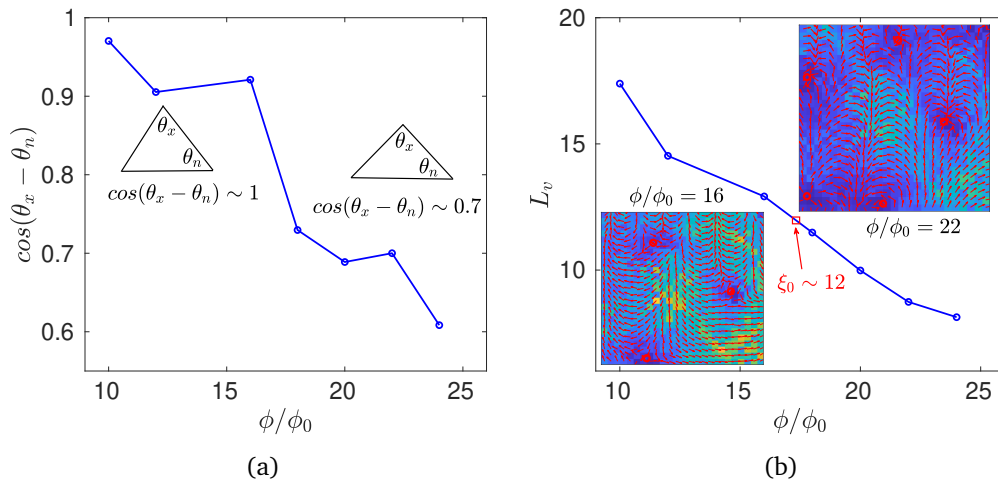 1
0.9
0.8
0.7
0.6
10
15
20
25
cos(θₓ − θₙ)
ϕ/ϕ₀
θₓ
θₙ
cos(θₓ − θₙ) ∼ 1
θₓ
θₙ
cos(θₓ − θₙ) ∼ 0.7
(a)
20
15
10
10
15
20
25
Lᵥ
ϕ/ϕ₀
ϕ/ϕ₀ = 16
ϕ/ϕ₀ = 22
ξ₀ ∼ 12
(b)